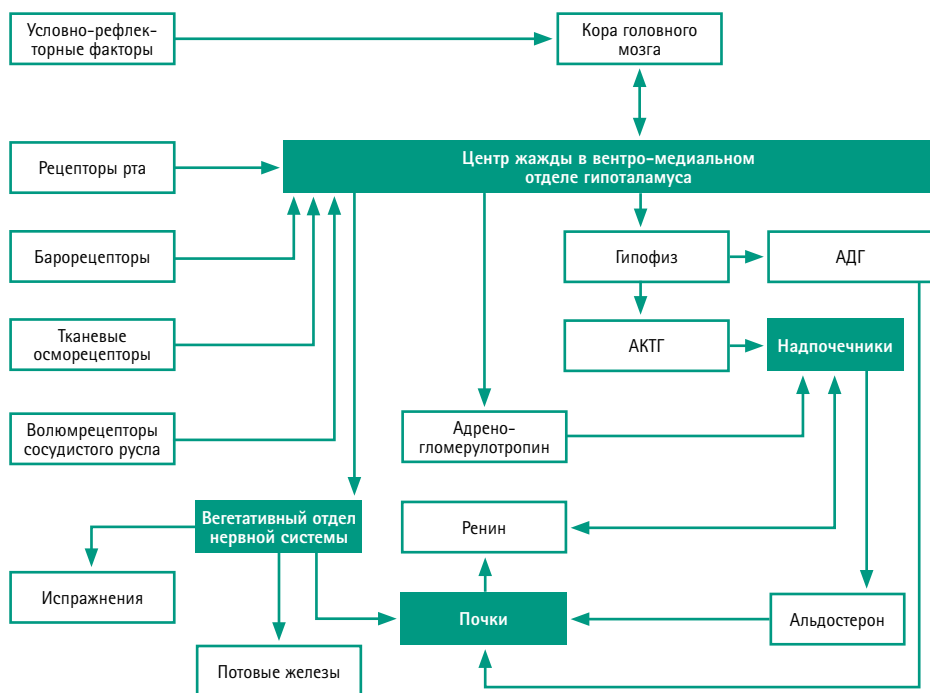 Условно-рефлек-
торные факторы
Кора головного
мозга
Рецепторы рта
Центр жажды в вентро-медиальном
отделе гипоталамуса
Барорецепторы
Гипофиз
АДГ
Тканевые
осморецепторы
АКТГ
Надпочечники
Волюмрецепторы
сосудистого русла
Адрено-
гломерулотропин
Вегетативный отдел
нервной системы
Ренин
Испражнения
Почки
Альдостерон
Потовые железы